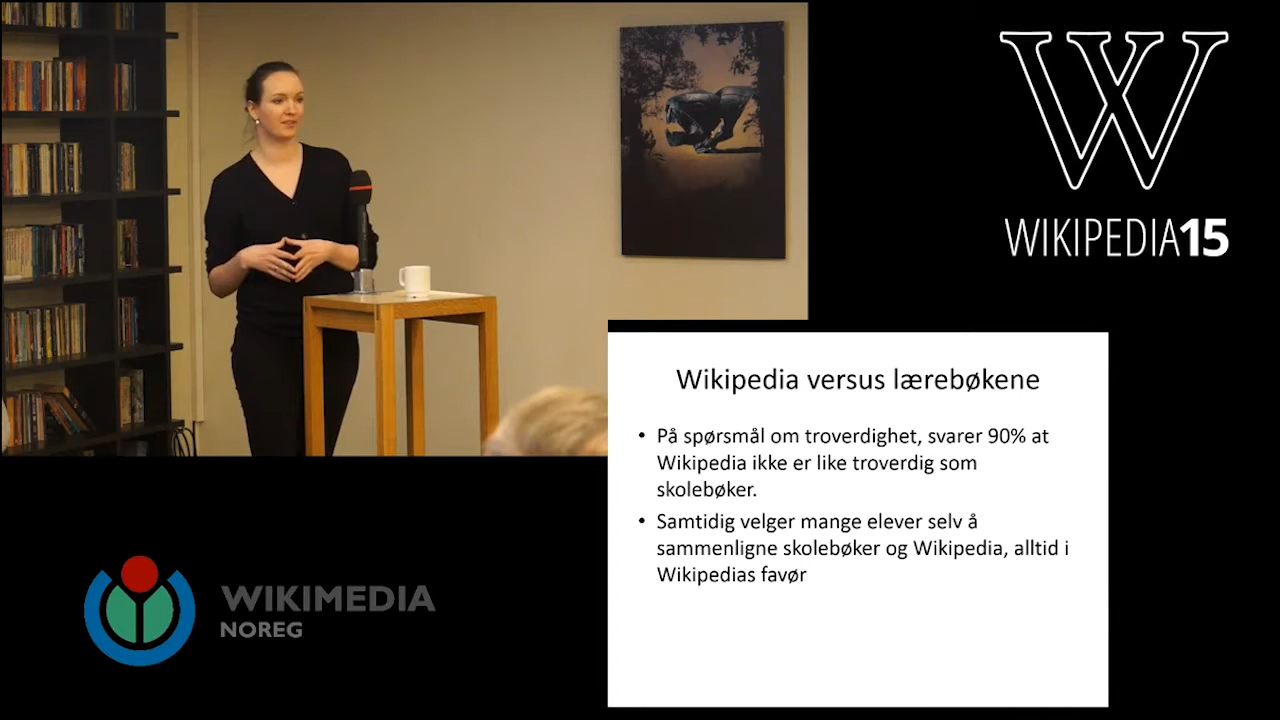 W
WIKIPEDIA15
Wikipedia versus lærebøkene
• På spørsmål om troverdighet, svarer 90% at
Wikipedia ikke er like troverdig som
skolebøker.
• Samtidig velger mange elever selv å
sammenligne skolebøker og Wikipedia, alltid i
Wikipedias favør
WIKIMEDIA
NOREG